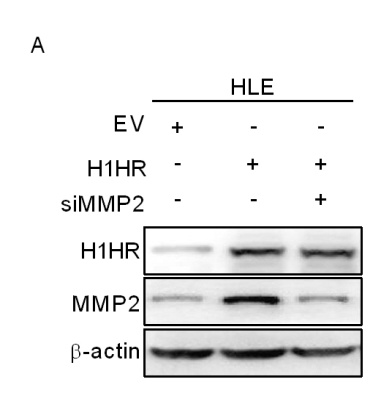 A
HLE
EV + - -
H1HR - + +
siMMP2 - - +
H1HR
MMP2
β-actin